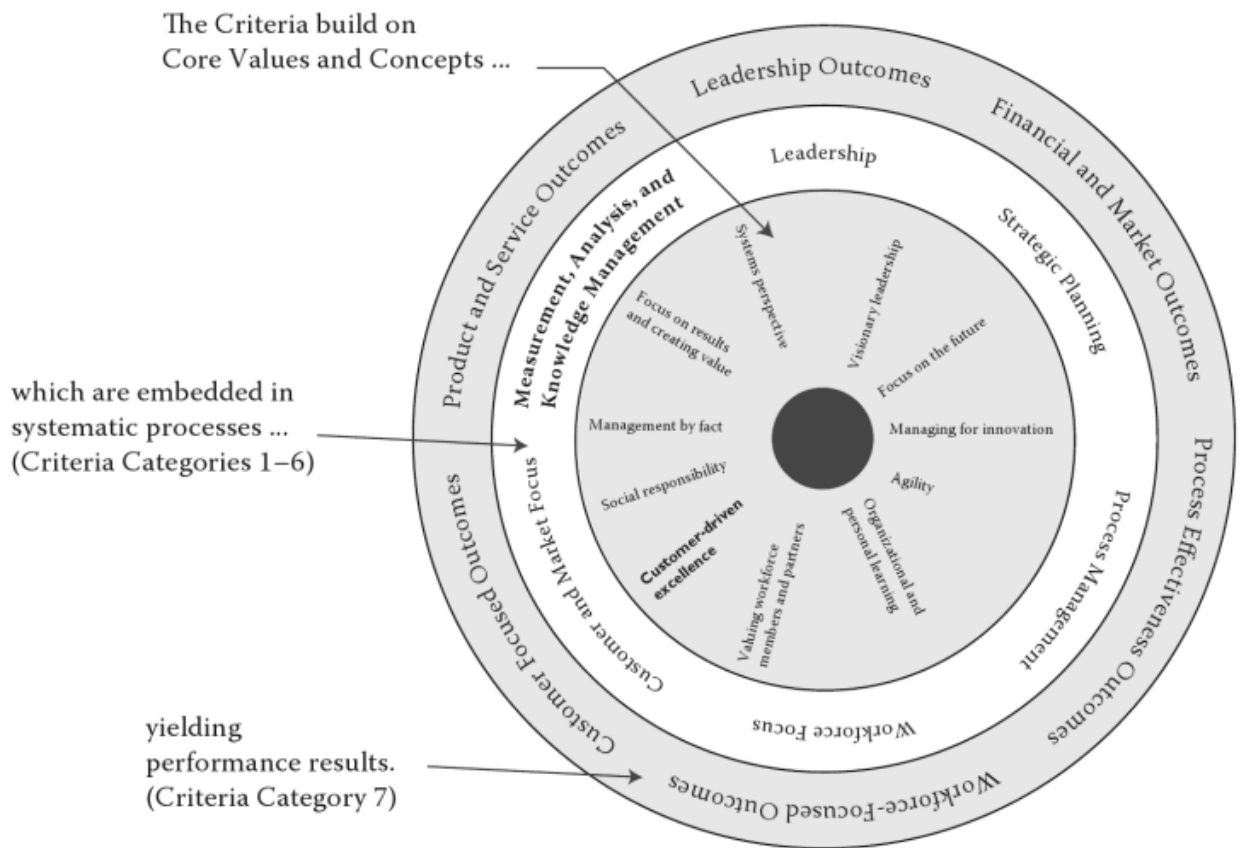 The Criteria build on
Core Values and Concepts ...
which are embedded in
systematic processes ...
(Criteria Categories 1–6)
yielding
performance results.
(Criteria Category 7)
Leadership Outcomes
Financial and Market Outcomes
Process Effectiveness Outcomes
Workforce-Focused Outcomes
Customer Focused Outcomes
Product and Service Outcomes
Leadership
Strategic Planning
Process Management
Workforce Focus
Customer and Market Focus
Measurement, Analysis, and
Knowledge Management
Systems perspective
Visionary leadership
Focus on the future
Managing for innovation
Agility
Organizational and
personal learning
Valuing workforce
members and partners
Customer-driven
excellence
Social responsibility
Management by fact
Focus on results
and creating value